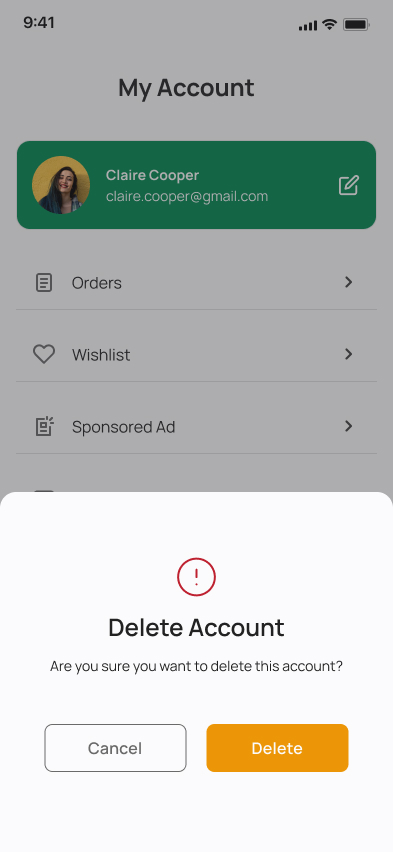 9:41
My Account
Claire Cooper
claire.cooper@gmail.com
Orders
Wishlist
Sponsored Ad
Delete Account
Are you sure you want to delete this account?
Cancel
Delete